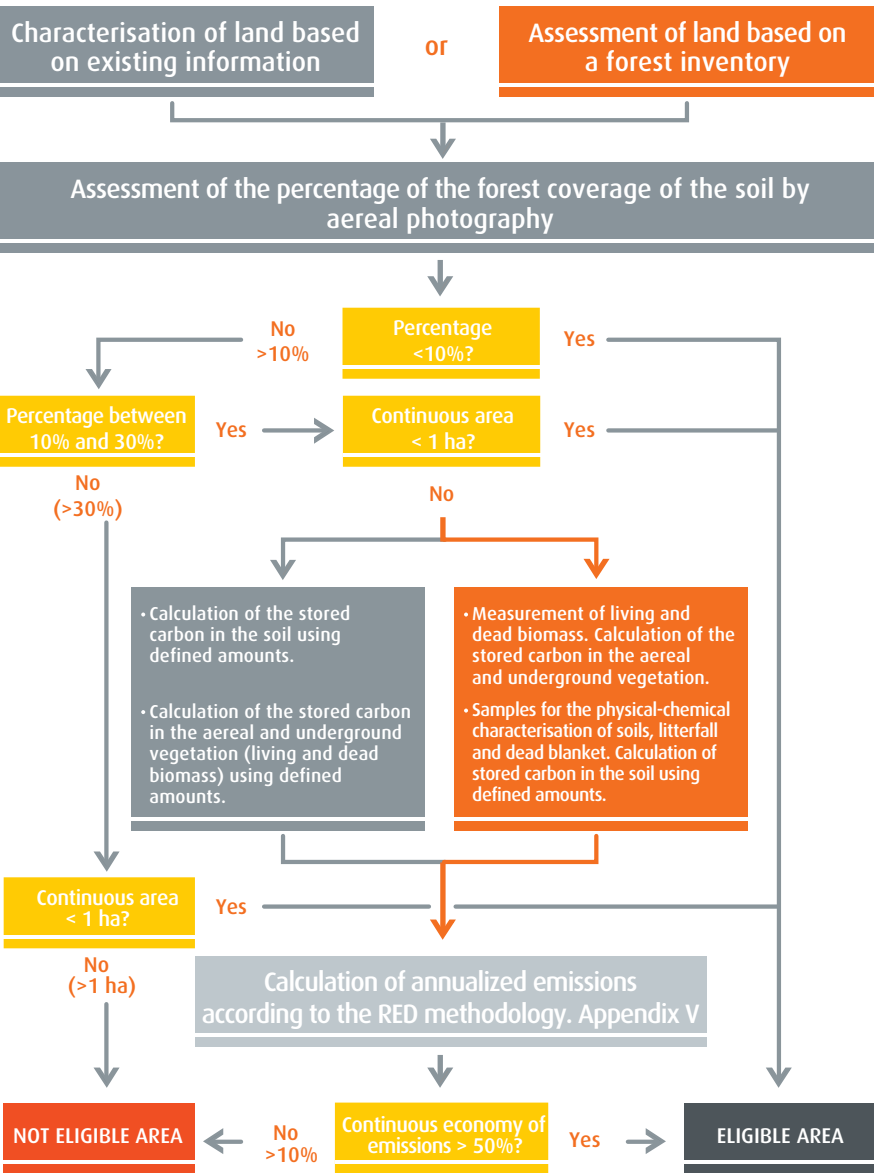 Characterisation of land based
on existing information
or
Assessment of land based on
a forest inventory
Assessment of the percentage of the forest coverage of the soil by
aereal photography
No
>10%
Percentage
<10%?
Yes
Percentage between
10% and 30%?
Yes
Continuous area
< 1 ha?
Yes
No
(>30%)
No
· Calculation of the stored
carbon in the soil using
defined amounts.
· Calculation of the stored carbon
in the aereal and underground
vegetation (living and dead
biomass) using defined
amounts.
· Measurement of living and
dead biomass. Calculation of the
stored carbon in the aereal
and underground vegetation.
· Samples for the physical-chemical
characterisation of soils, litterfall
and dead blanket. Calculation of
stored carbon in the soil using
defined amounts.
Continuous area
< 1 ha?
Yes
No
(>1 ha)
Calculation of annualized emissions
according to the RED methodology. Appendix V
NOT ELIGIBLE AREA
No
>10%
Continuous economy of
emissions > 50%?
Yes
ELIGIBLE AREA